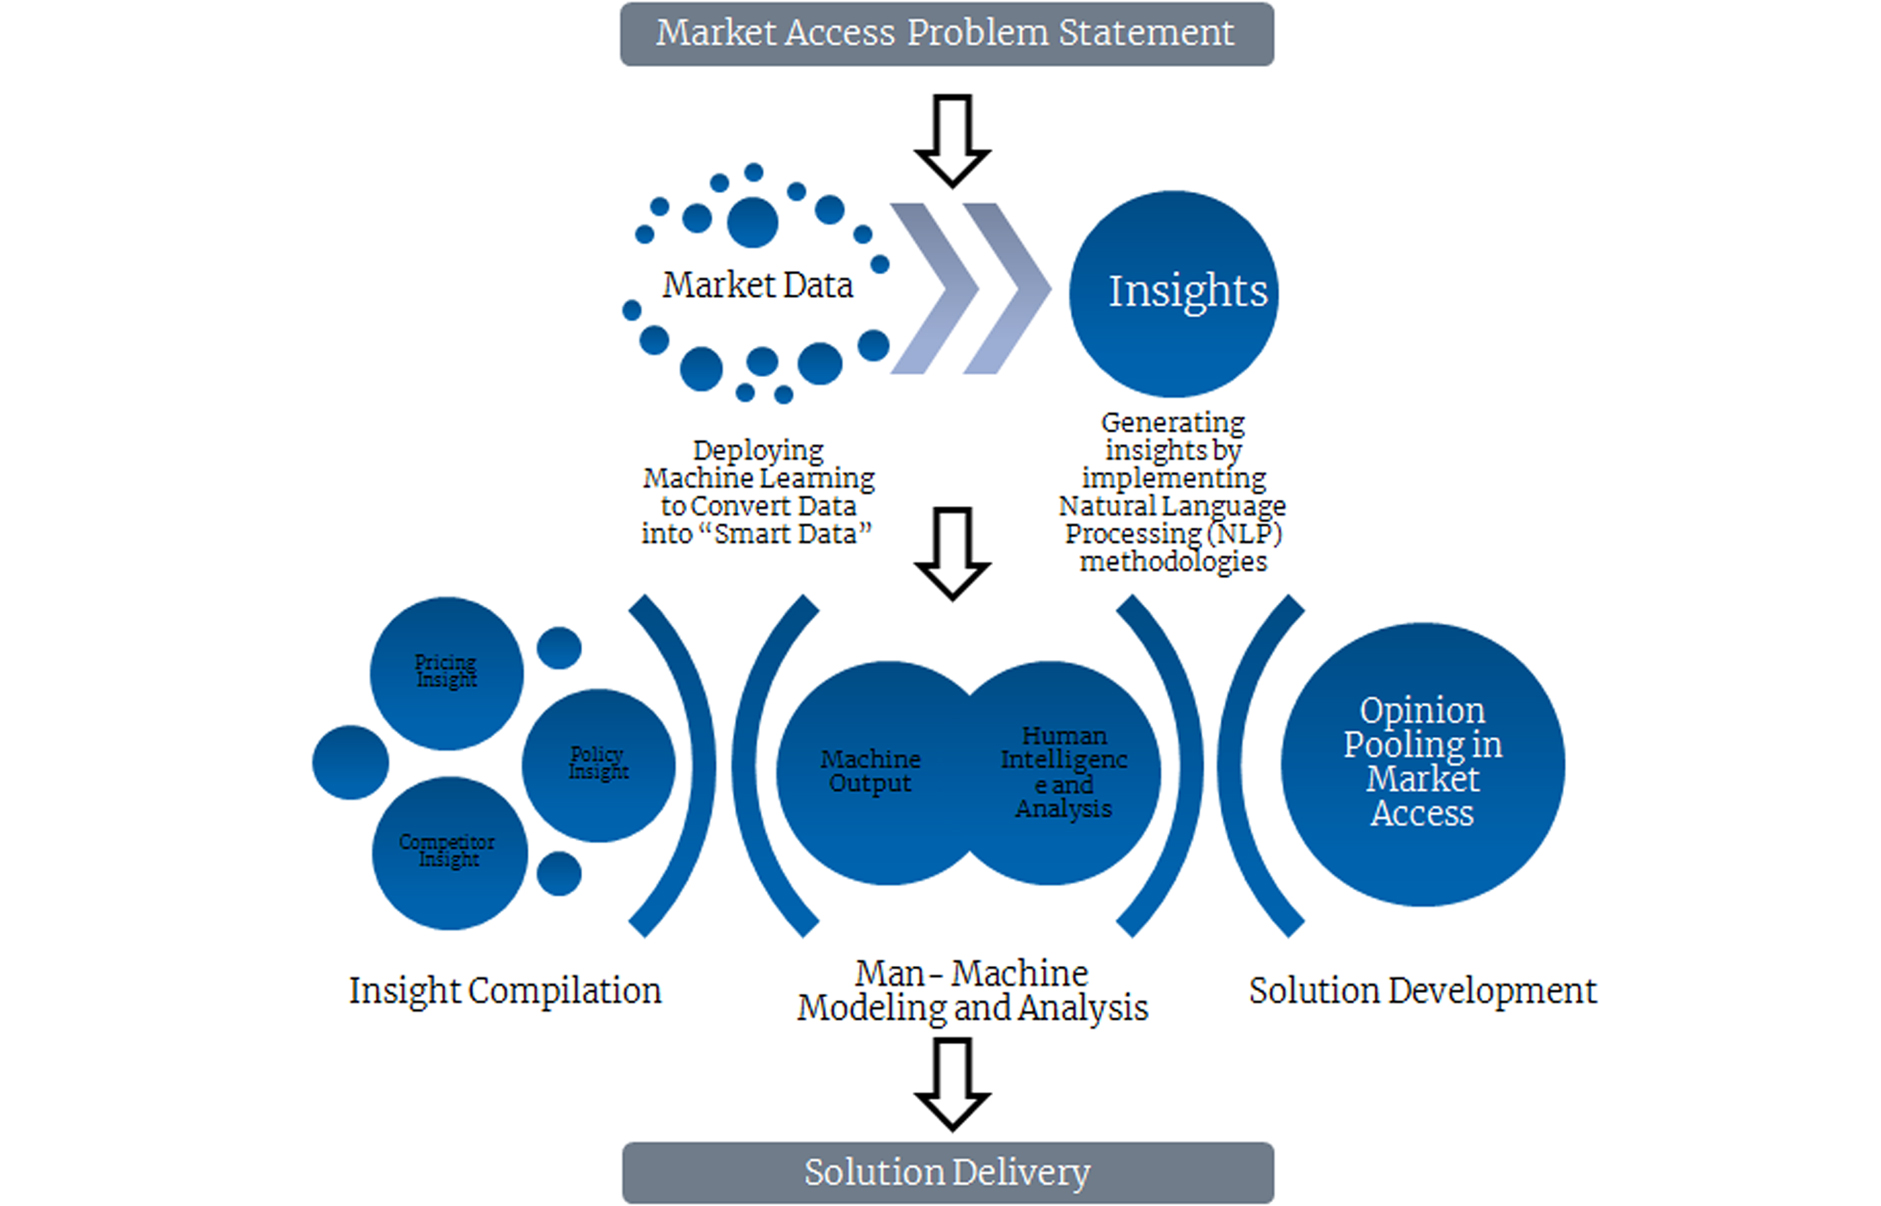 Market Access Problem Statement
Market Data
Insights
Deploying
Machine Learning
to Convert Data
into “Smart Data”
Generating
insights by
implementing
Natural Language
Processing (NLP)
methodologies
Pricing
Insight
Policy
Insight
Competitor
Insight
Machine
Output
Human
Intelligenc
e and
Analysis
Opinion
Pooling in
Market
Access
Insight Compilation
Man- Machine
Modeling and Analysis
Solution Development
Solution Delivery